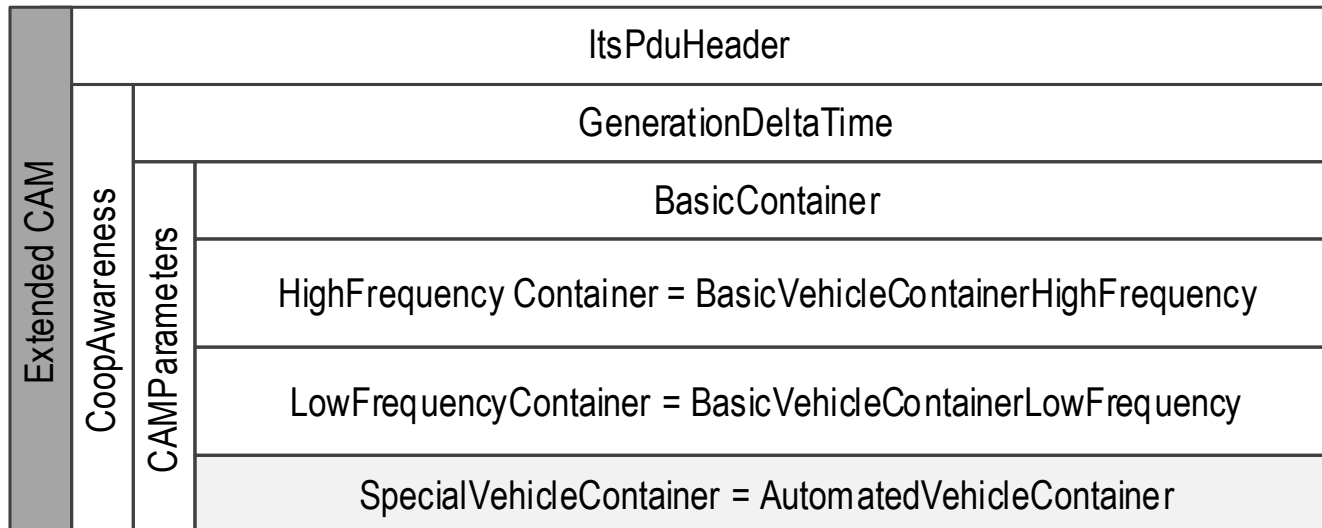 Extended CAM
ItsPduHeader
CoopAwareness
GenerationDeltaTime
CAMParameters
BasicContainer
HighFrequency Container = BasicVehicleContainerHighFrequency
LowFrequencyContainer = BasicVehicleContainerLowFrequency
SpecialVehicleContainer = AutomatedVehicleContainer